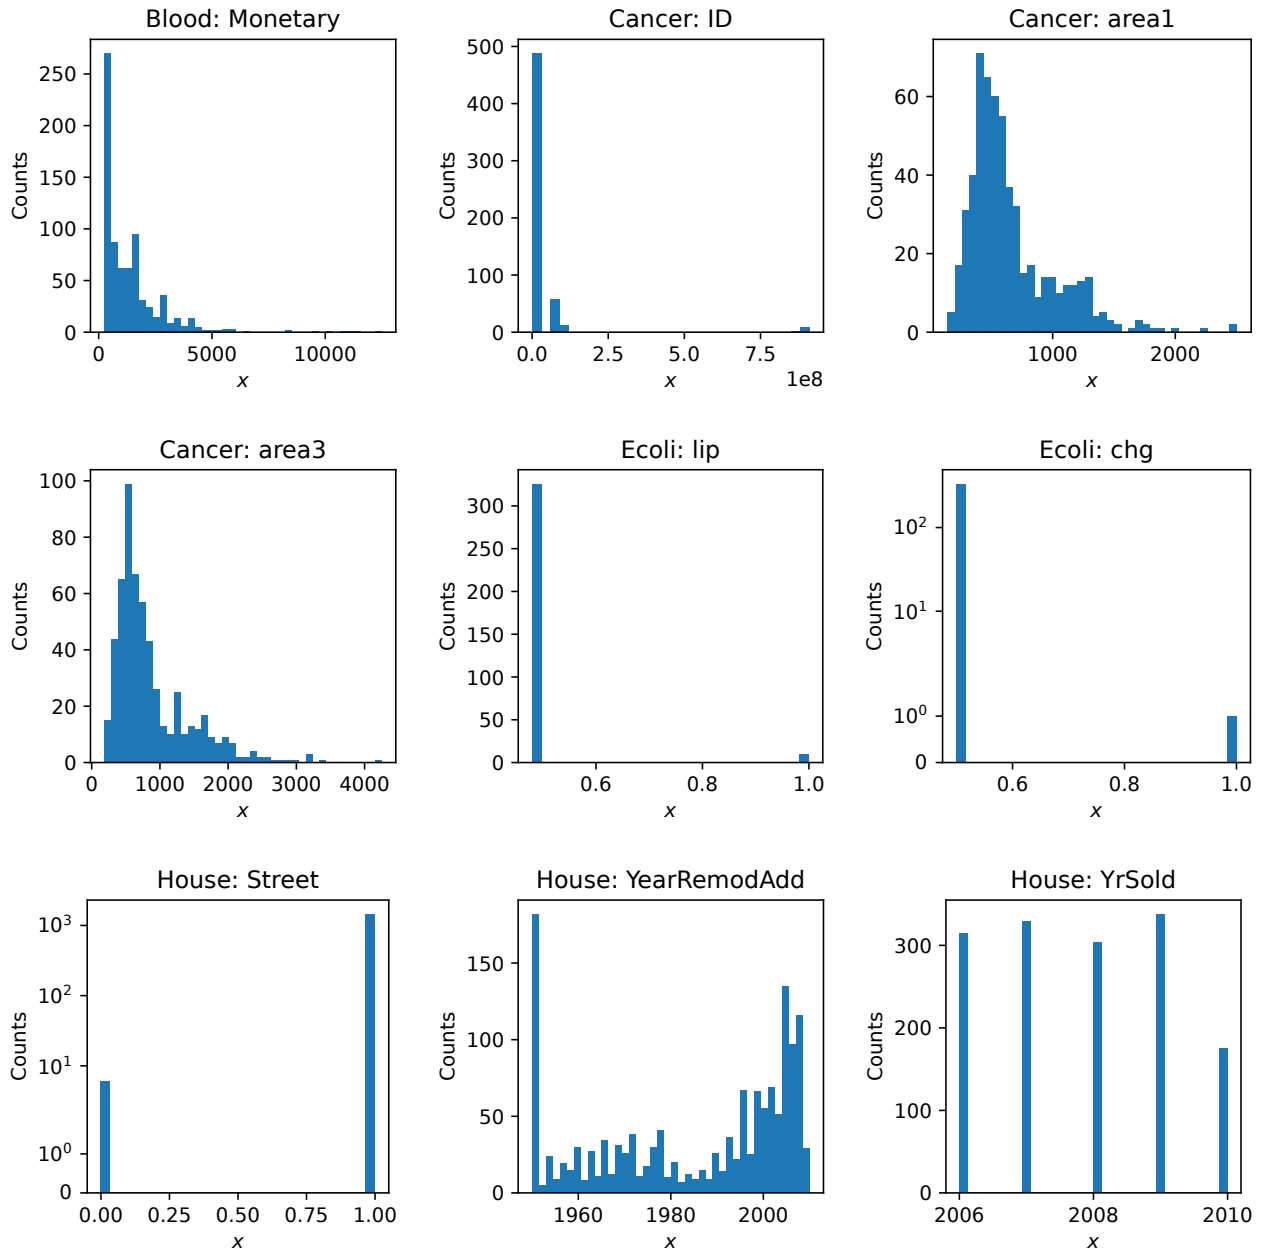 Blood: Monetary
Counts
250
200
150
100
50
0
0 5000 10000
x
Cancer: ID
Counts
500
400
300
200
100
0
0.0 2.5 5.0 7.5
x
1e8
Cancer: area1
Counts
60
40
20
0
1000 2000
x
Cancer: area3
Counts
100
80
60
40
20
0
0 1000 2000 3000 4000
x
Ecoli: lip
Counts
300
250
200
150
100
50
0
0.6 0.8 1.0
x
Ecoli: chg
Counts
10²
10¹
10⁰
0
0.6 0.8 1.0
x
House: Street
Counts
10³
10²
10¹
10⁰
0
0.00 0.25 0.50 0.75 1.00
x
House: YearRemodAdd
Counts
150
100
50
0
1960 1980 2000
x
House: YrSold
Counts
300
200
100
0
2006 2008 2010
x